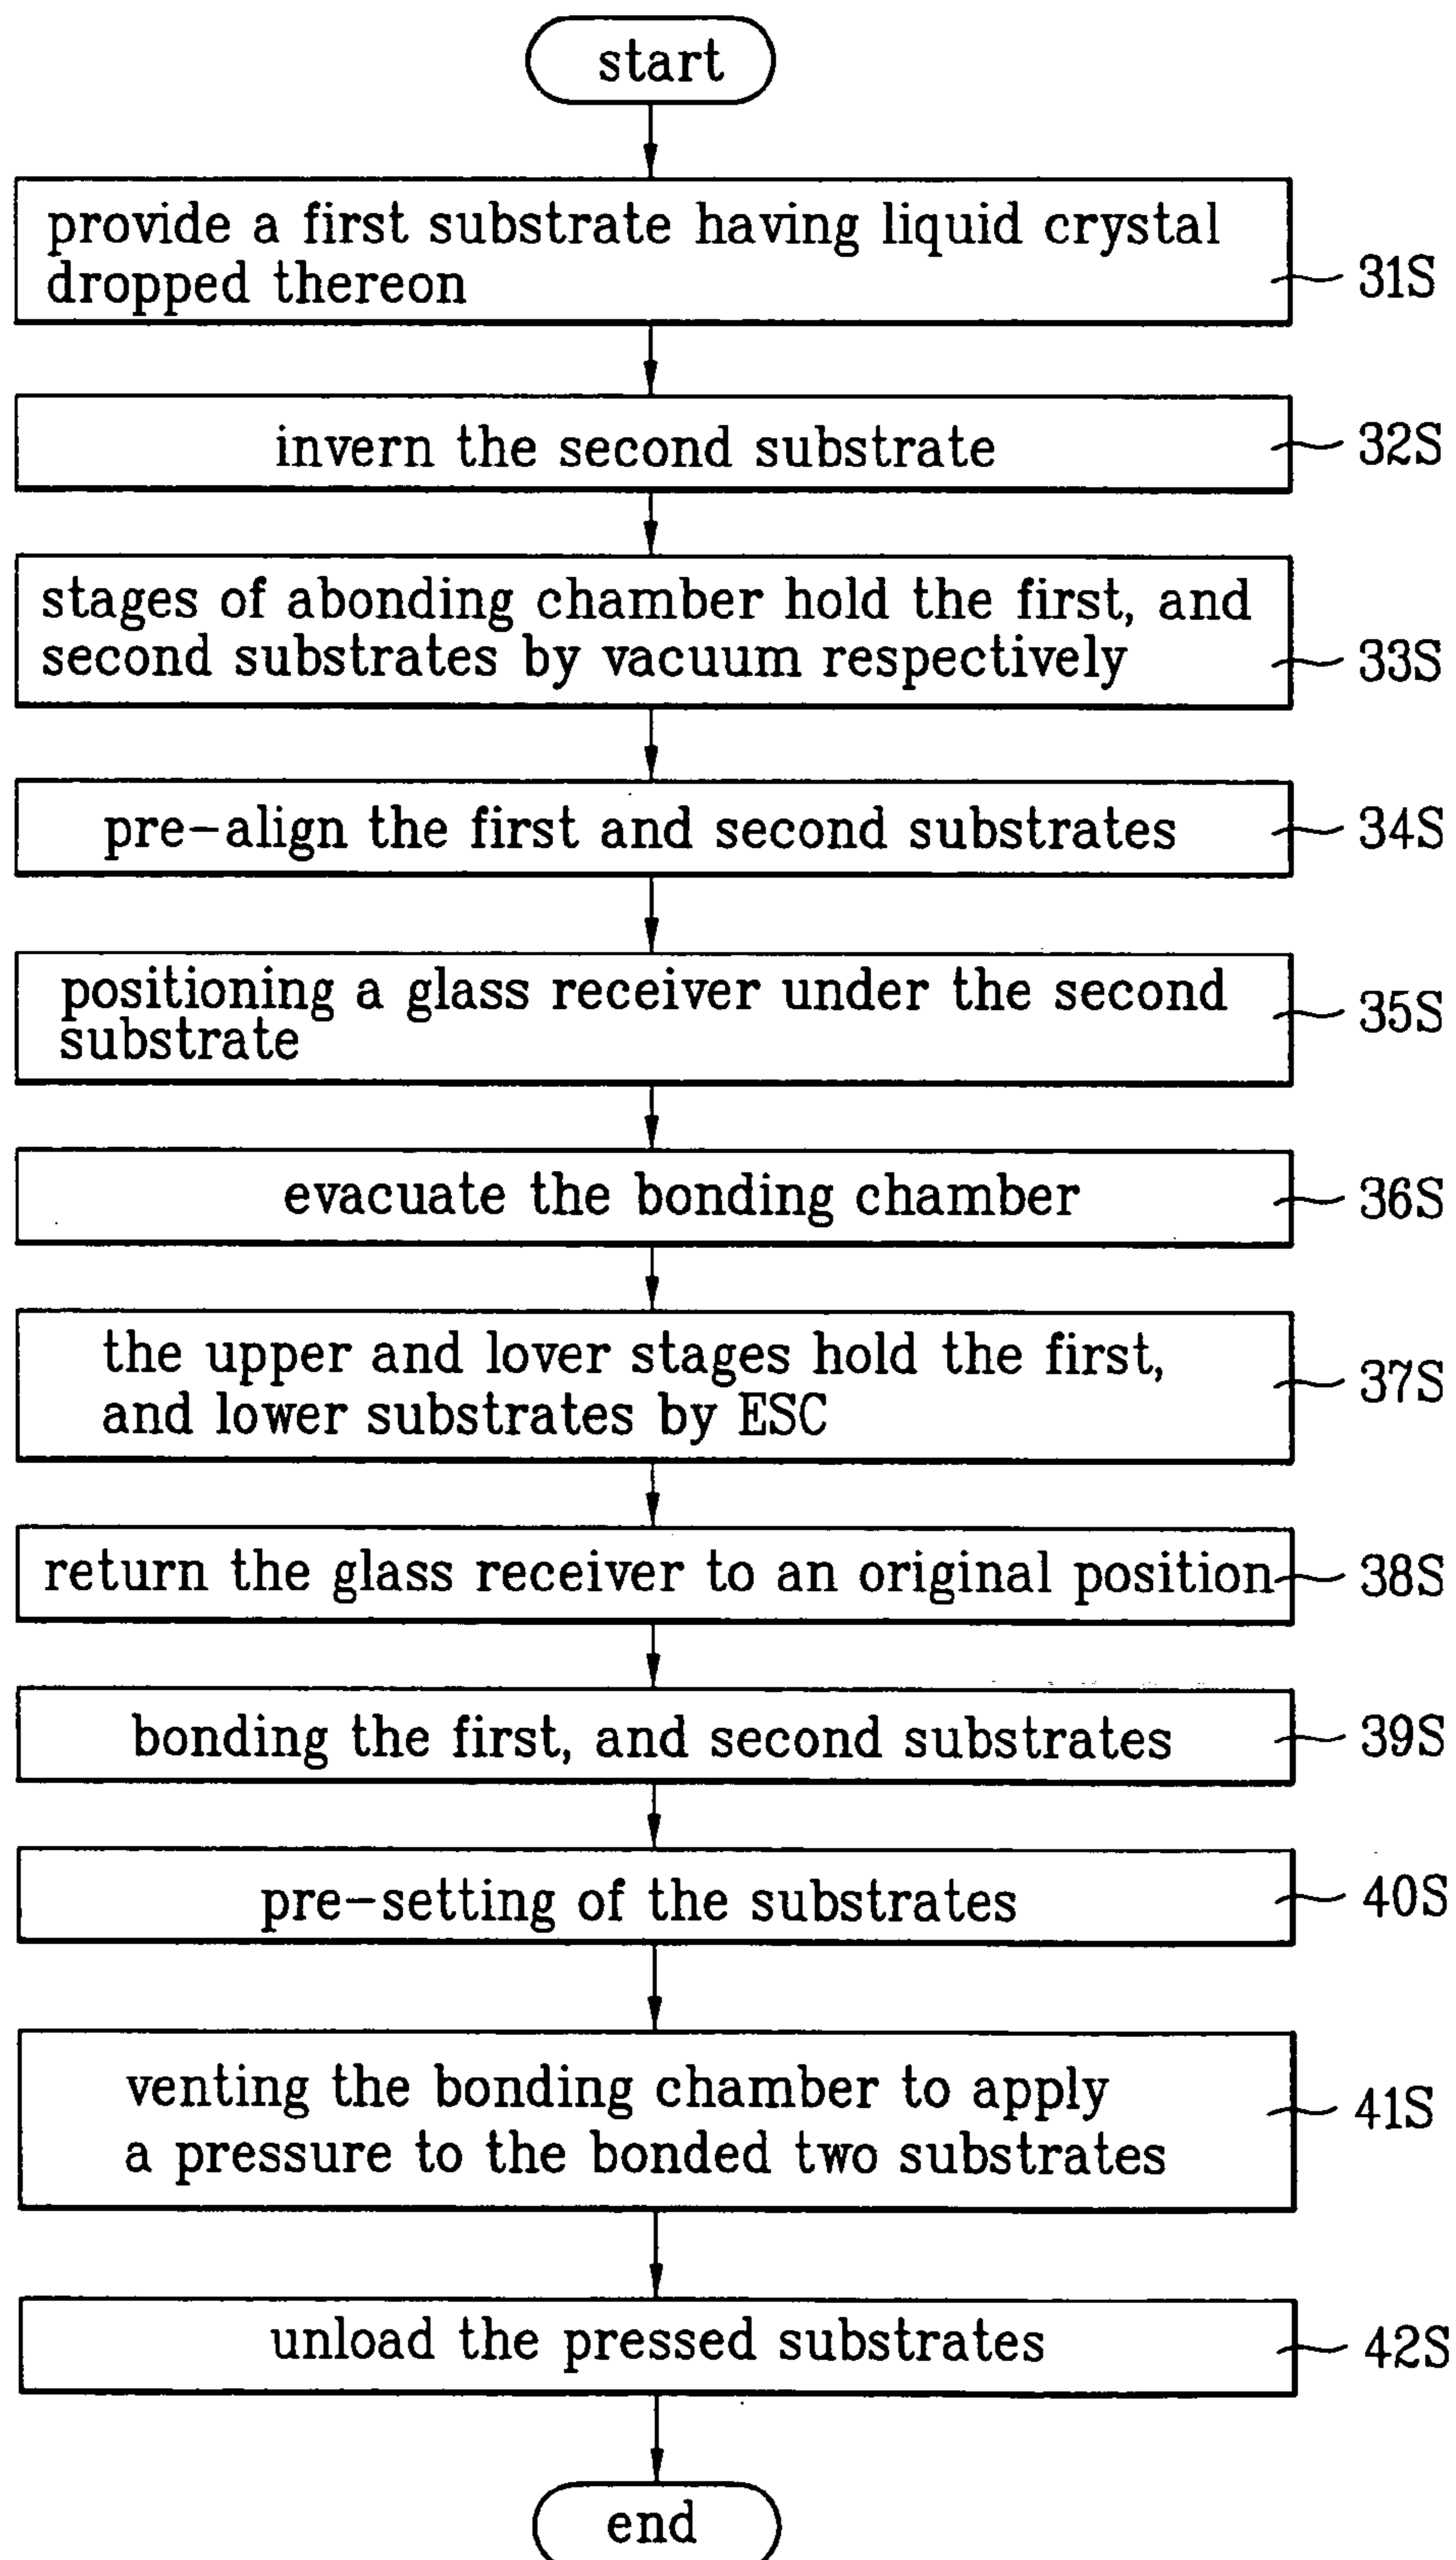 start
provide a first substrate having liquid crystal
dropped thereon
31S
invern the second substrate
32S
stages of abonding chamber hold the first, and
second substrates by vacuum respectively
33S
pre-align the first and second substrates
34S
positioning a glass receiver under the second
substrate
35S
evacuate the bonding chamber
36S
the upper and lover stages hold the first,
and lower substrates by ESC
37S
return the glass receiver to an original position
38S
bonding the first, and second substrates
39S
pre-setting of the substrates
40S
venting the bonding chamber to apply
a pressure to the bonded two substrates
41S
unload the pressed substrates
42S
end